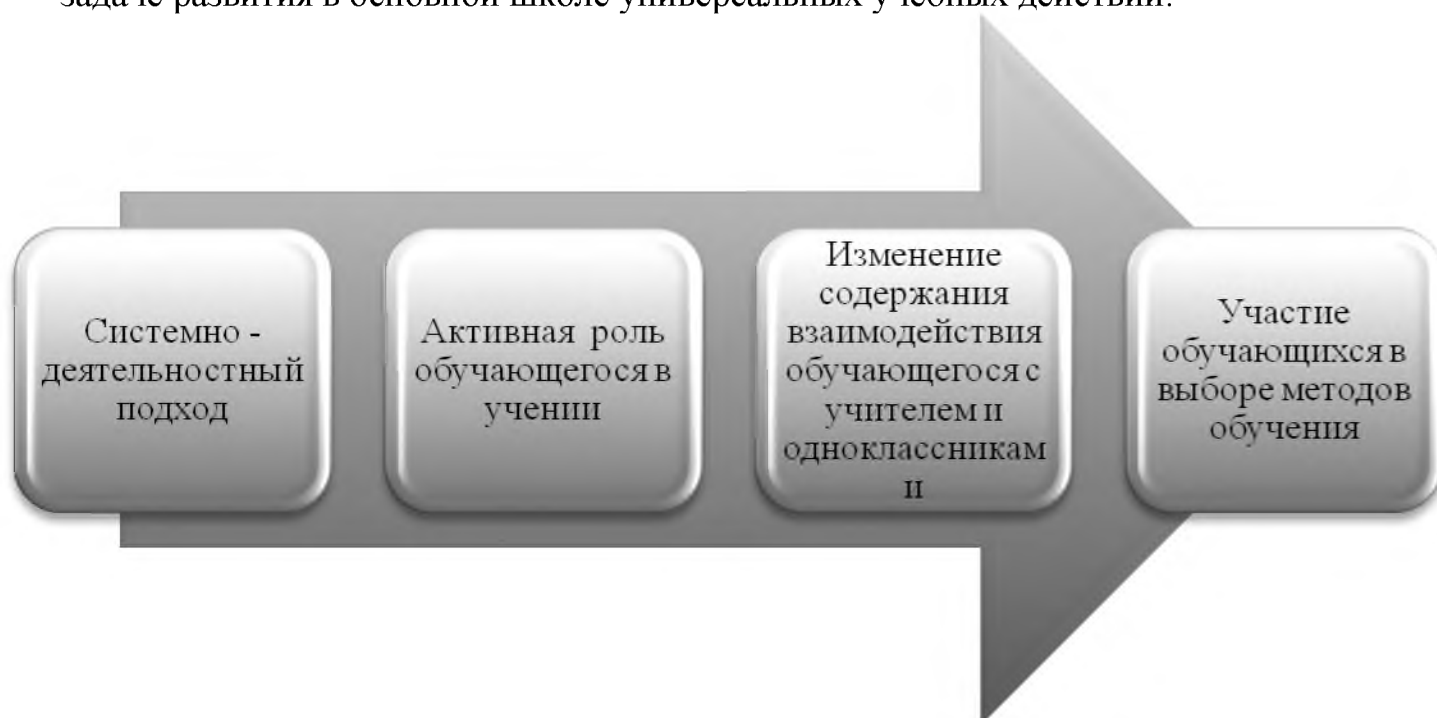 задаче развития в основной школе универсальных учебных действий.
Системно -
деятельностный
подход
Активная роль
обучающегося в
учении
Изменение
содержания
взаимодействия
обучающегося с
учителем и
одноклассникам
и
Участие
обучающихся в
выборе методов
обучения